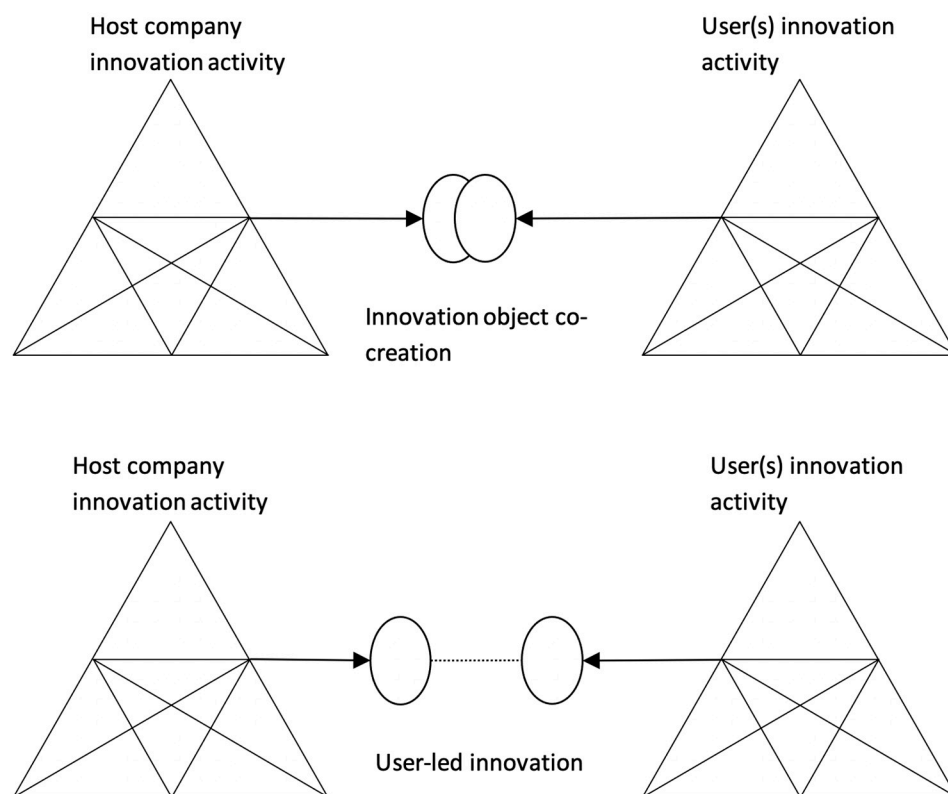 Host company
innovation activity
User(s) innovation
activity
Innovation object co-
creation
Host company
innovation activity
User(s) innovation
activity
User-led innovation